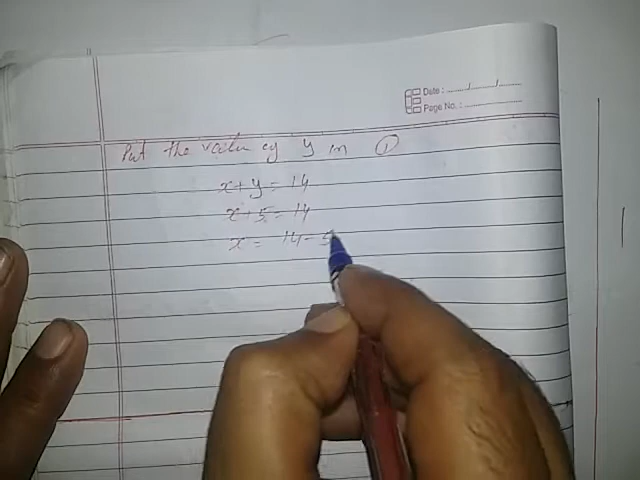 Date : ....../....../......
Page No. : ..................
Put the value of y in ①
x + y = 14
x + 5 = 14
x = 14 - 5